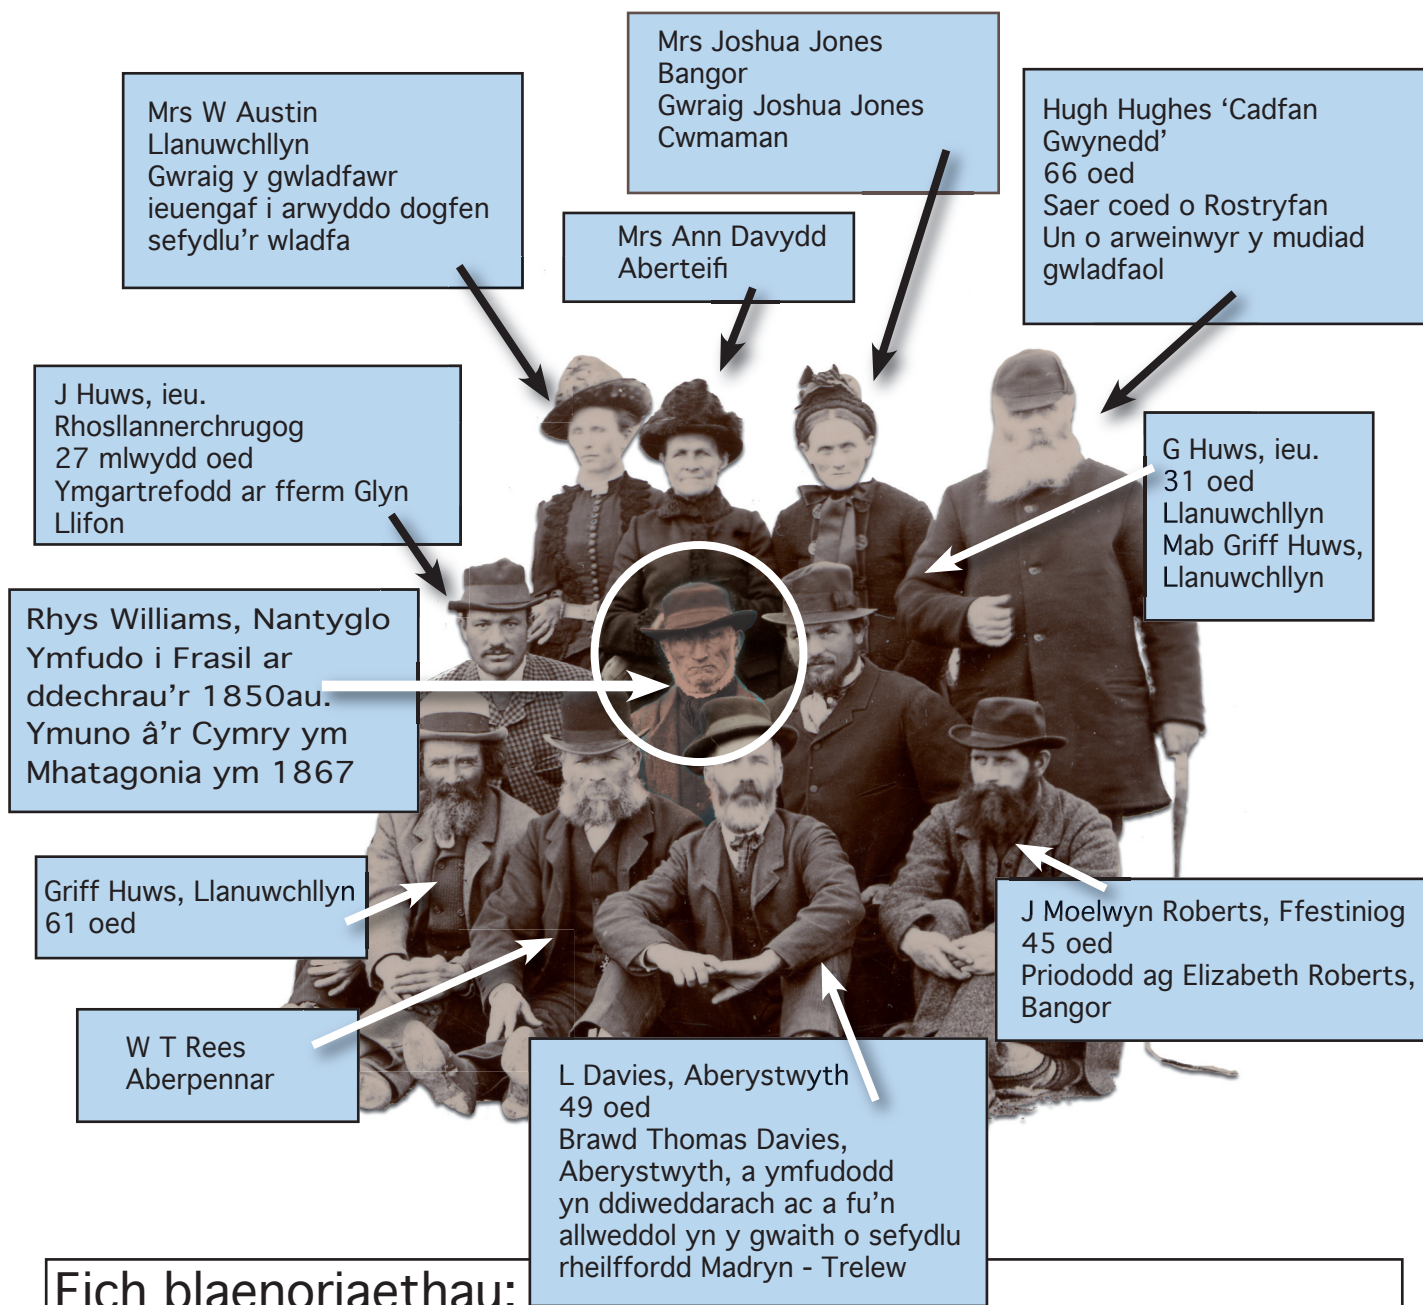 Mrs Joshua Jones
Bangor
Gwraig Joshua Jones
Cwmaman
Mrs W Austin
Llanuwchllyn
Gwraig y gwladfawr
ieuengaf i arwyddo dogfen
sefydlu'r wladfa
Hugh Hughes ‘Cadfan
Gwynedd’
66 oed
Saer coed o Rostryfan
Un o arweinwyr y mudiad
gwladfaol
Mrs Ann Davydd
Aberteifi
J Huws, ieu.
Rhosllannerchrugog
27 mlwydd oed
Ymgartrefodd ar fferm Glyn
Llifon
G Huws, ieu.
31 oed
Llanuwchllyn
Mab Griff Huws,
Llanuwchllyn
Rhys Williams, Nantyglo
Ymfudo i Frasil ar
ddechrau'r 1850au.
Ymuno â'r Cymry ym
Mhatagonia ym 1867
Griff Huws, Llanuwchllyn
61 oed
J Moelwyn Roberts, Ffestiniog
45 oed
Priododd ag Elizabeth Roberts,
Bangor
W T Rees
Aberpennar
L Davies, Aberystwyth
49 oed
Brawd Thomas Davies,
Aberystwyth, a ymfudodd
yn ddiweddarach ac a fu'n
allweddol yn y gwaith o sefydlu
rheilffordd Madryn - Trelew
Eich blaenoriaethau: